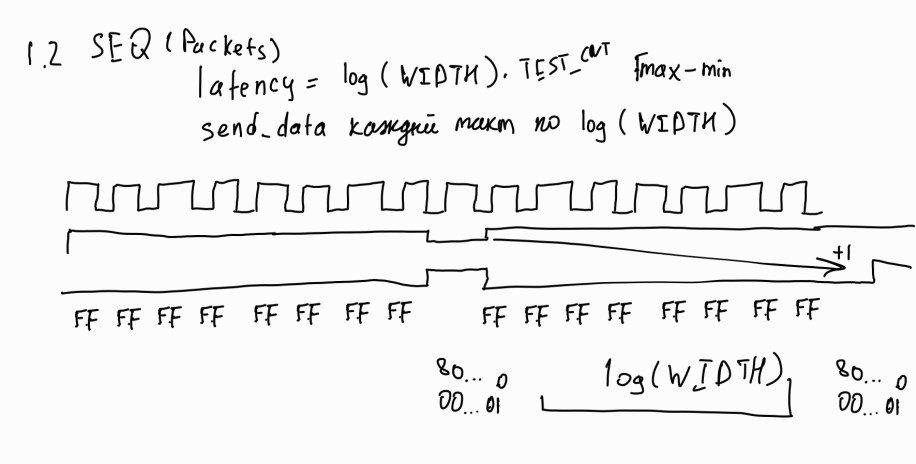 1.2 SEQ (Packets)
latency = log (WIDTH). TEST_CNT Fmax-min
send_data каждый такт по log (WIDTH)
+1
FF FF FF FF FF FF FF FF FF FF FF FF FF FF FF FF
80... 0 log(WIDTH) 80... 0
00...01 00...01